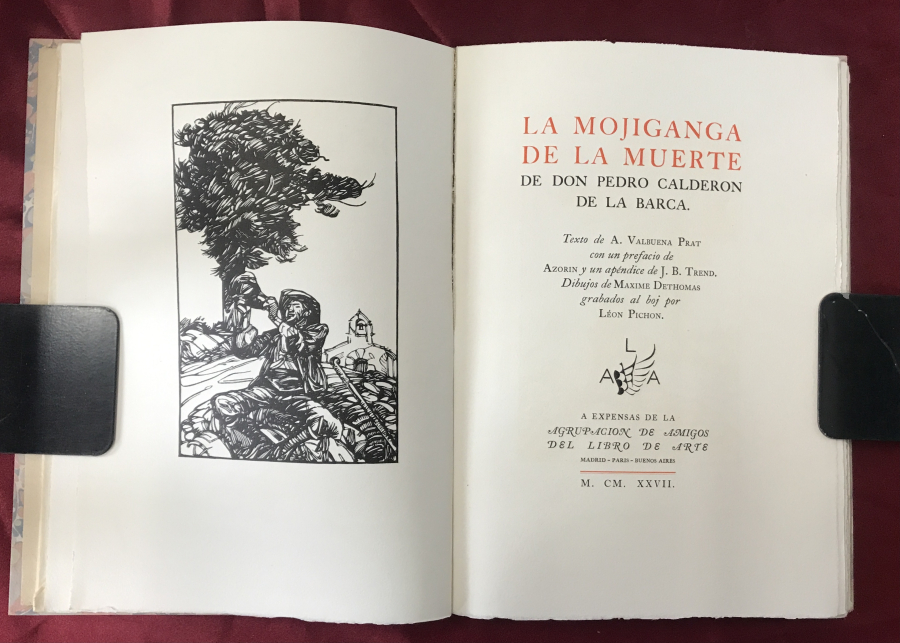 LA MOJIGANGA
DE LA MUERTE
DE DON PEDRO CALDERON
DE LA BARCA.
Texto de A. VALBUENA PRAT
con un prefacio de
AZORIN y un apéndice de J. B. TREND.
Dibujos de MAXIME DETHOMAS
grabados al boj por
LÉON PICHON.
L
A A
A EXPENSAS DE LA
AGRUPACION DE AMIGOS
DEL LIBRO DE ARTE
MADRID - PARIS - BUENOS AIRES
M. CM. XXVII.